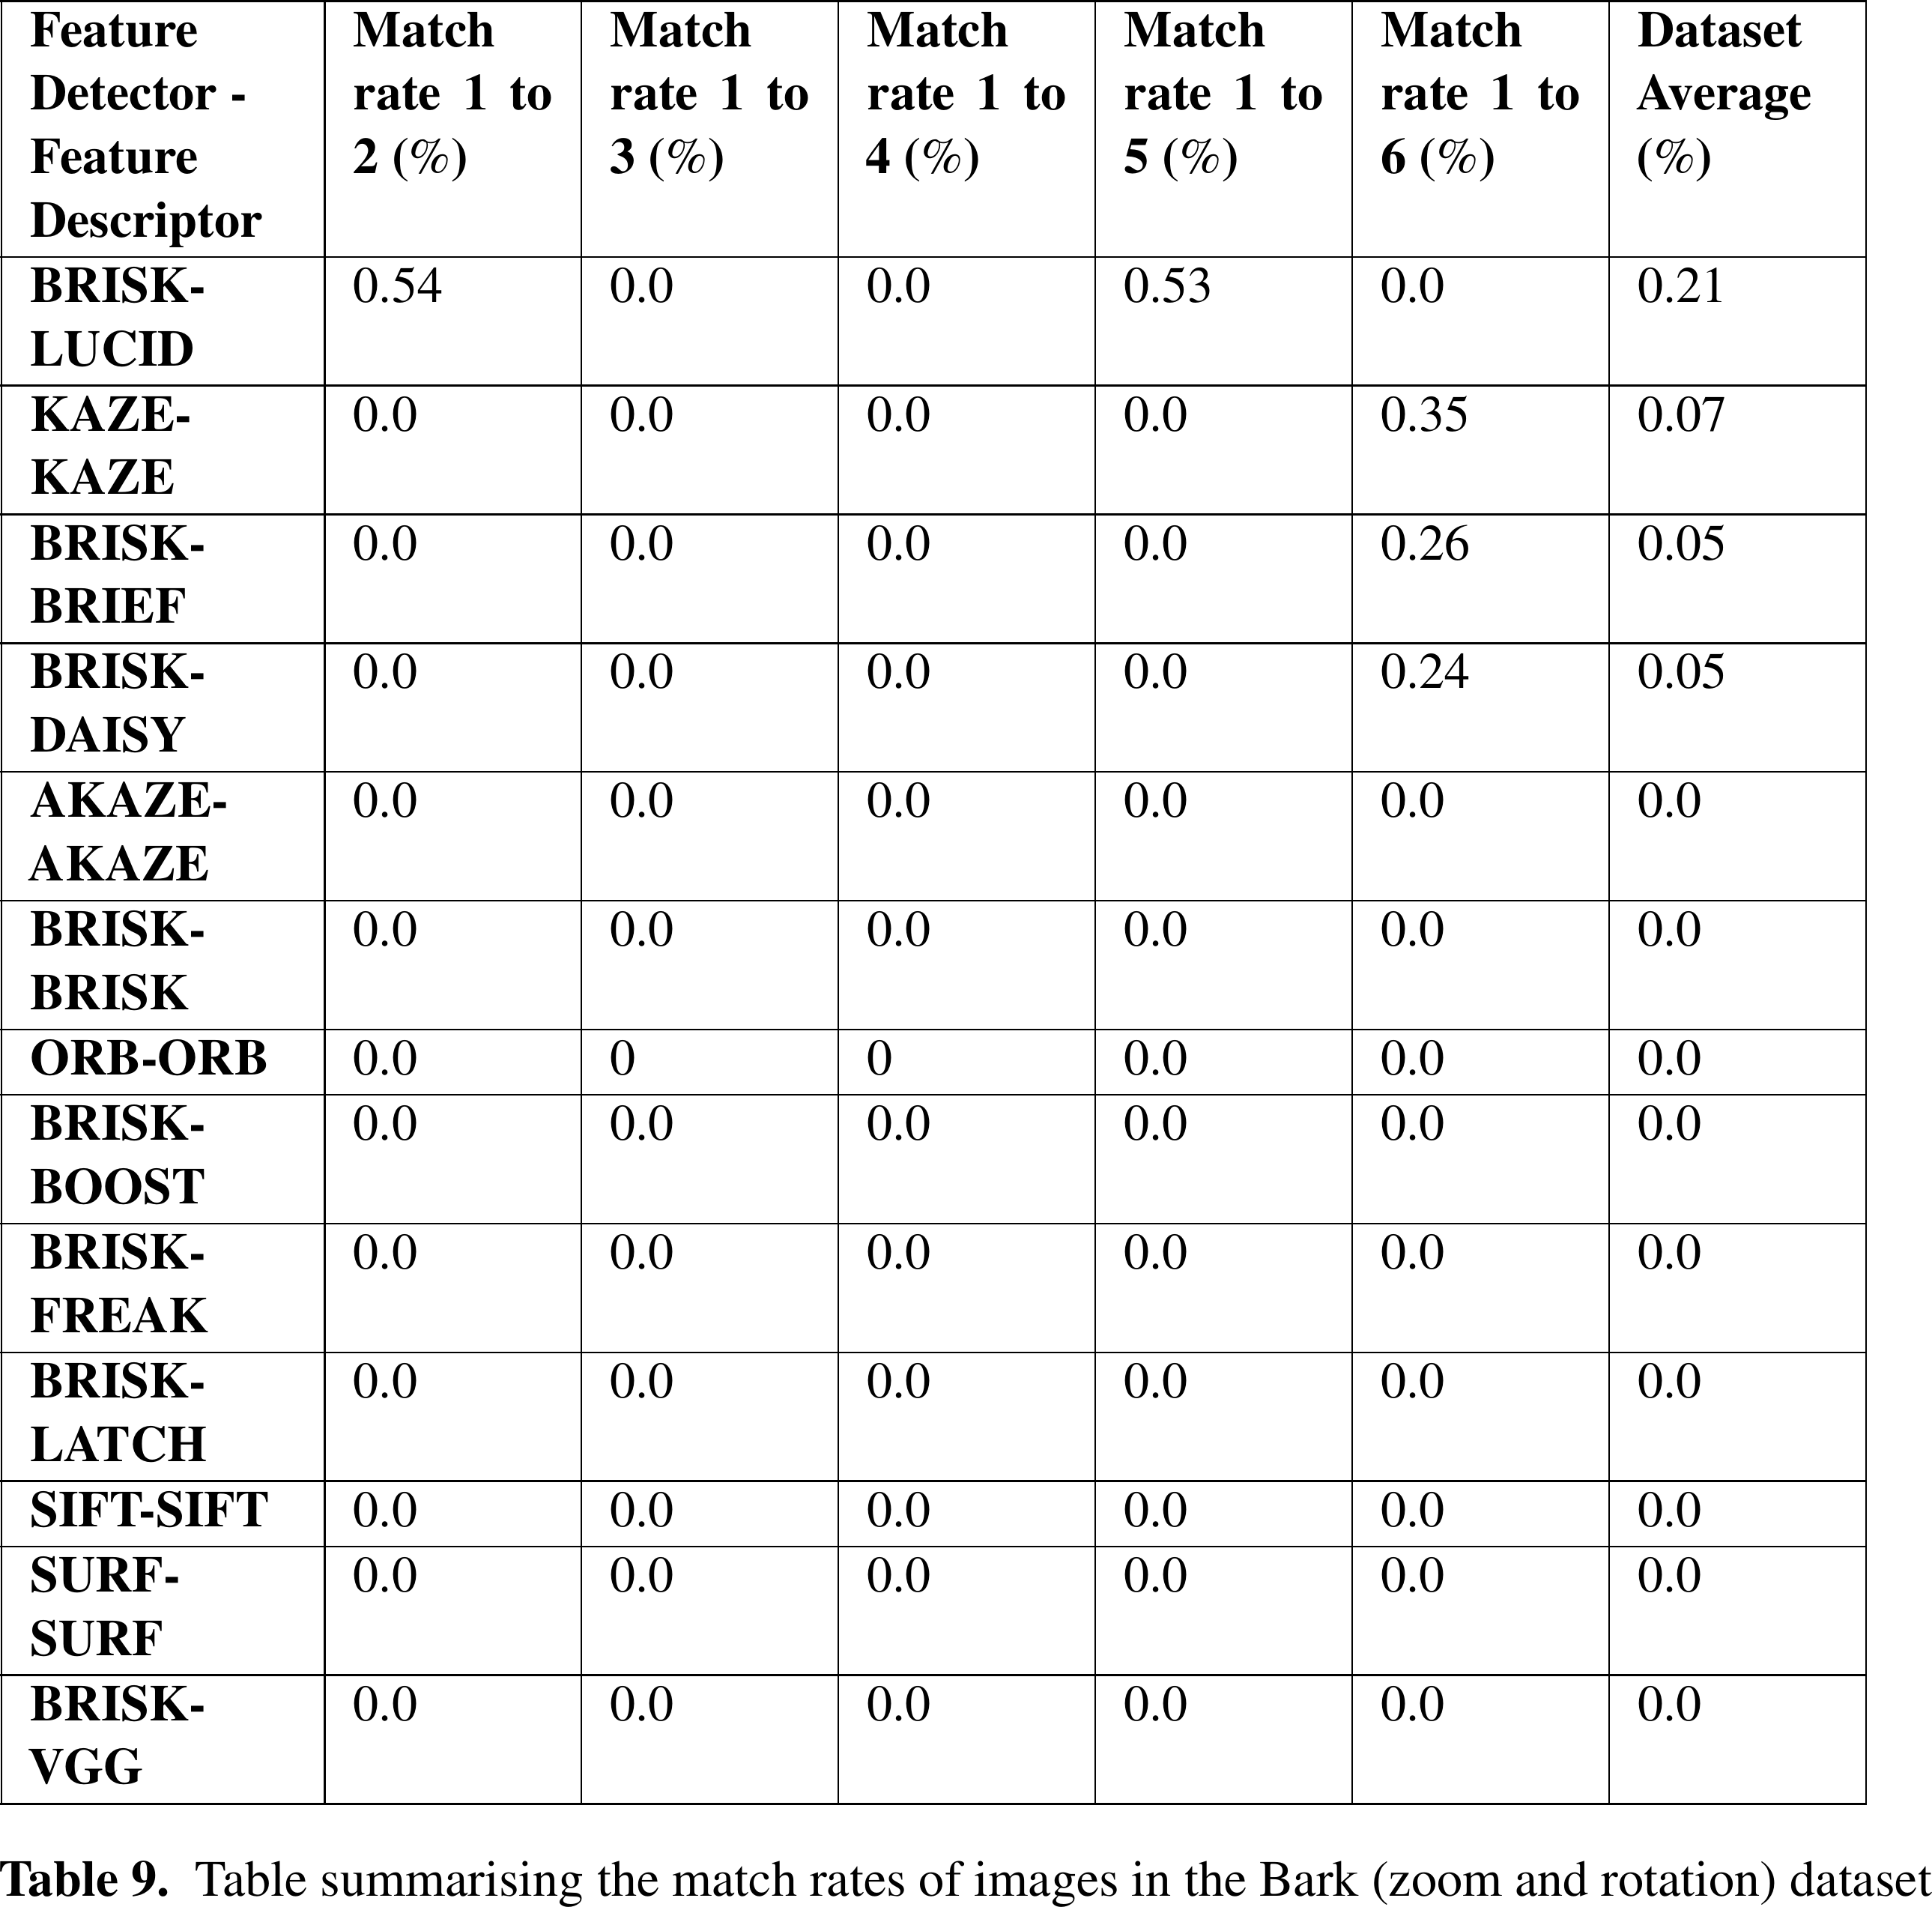 Feature Detector - Feature Descriptor | Match rate 1 to 2 (%) | Match rate 1 to 3 (%) | Match rate 1 to 4 (%) | Match rate 1 to 5 (%) | Match rate 1 to 6 (%) | Dataset Average (%)
BRISK-LUCID | 0.54 | 0.0 | 0.0 | 0.53 | 0.0 | 0.21
KAZE-KAZE | 0.0 | 0.0 | 0.0 | 0.0 | 0.35 | 0.07
BRISK-BRIEF | 0.0 | 0.0 | 0.0 | 0.0 | 0.26 | 0.05
BRISK-DAISY | 0.0 | 0.0 | 0.0 | 0.0 | 0.24 | 0.05
AKAZE-AKAZE | 0.0 | 0.0 | 0.0 | 0.0 | 0.0 | 0.0
BRISK-BRISK | 0.0 | 0.0 | 0.0 | 0.0 | 0.0 | 0.0
ORB-ORB | 0.0 | 0 | 0 | 0.0 | 0.0 | 0.0
BRISK-BOOST | 0.0 | 0.0 | 0.0 | 0.0 | 0.0 | 0.0
BRISK-FREAK | 0.0 | 0.0 | 0.0 | 0.0 | 0.0 | 0.0
BRISK-LATCH | 0.0 | 0.0 | 0.0 | 0.0 | 0.0 | 0.0
SIFT-SIFT | 0.0 | 0.0 | 0.0 | 0.0 | 0.0 | 0.0
SURF-SURF | 0.0 | 0.0 | 0.0 | 0.0 | 0.0 | 0.0
BRISK-VGG | 0.0 | 0.0 | 0.0 | 0.0 | 0.0 | 0.0
Table 9. Table summarising the match rates of images in the Bark (zoom and rotation) dataset